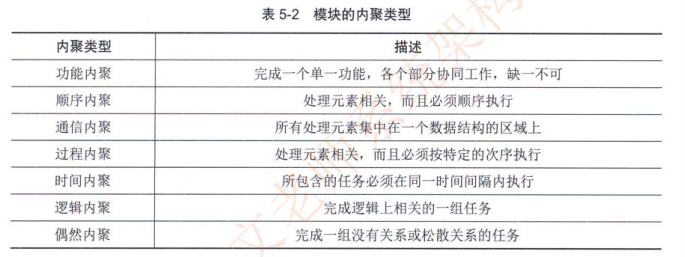 表 5-2 模块的内聚类型
内聚类型 描述
功能内聚 完成一个单一功能，各个部分协同工作，缺一不可
顺序内聚 处理元素相关，而且必须顺序执行
通信内聚 所有处理元素集中在一个数据结构的区域上
过程内聚 处理元素相关，而且必须按特定的次序执行
时间内聚 所包含的任务必须在同一时间间隔内执行
逻辑内聚 完成逻辑上相关的一组任务
偶然内聚 完成一组没有关系或松散关系的任务
文老师系统架构